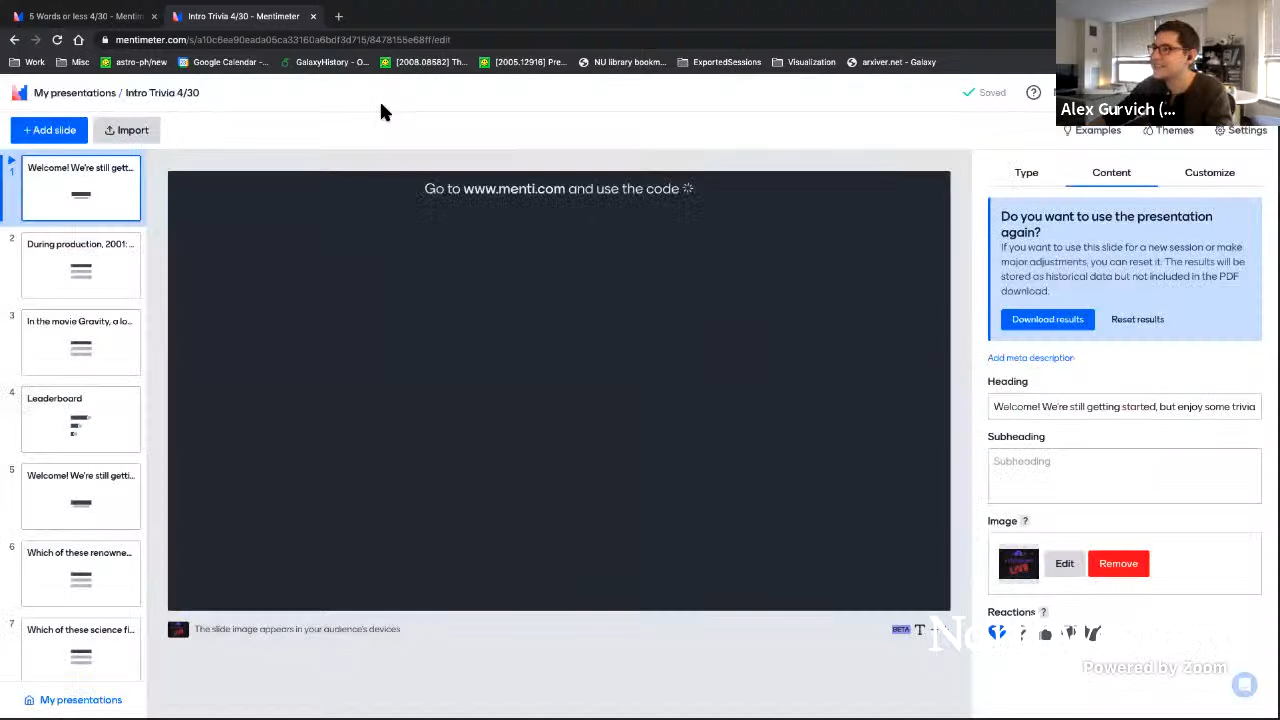 5 Words or less 4/30 - Mentim
Intro Trivia 4/30 - Mentimeter
mentimeter.com/s/a10c6ea90eada05ca33160a6bdf3d715/8478155e68ff/edit
Work
Misc
astro-ph/new
Google Calendar -...
GalaxyHistory - O...
[2008.08582] The...
[2008.12916] Pre...
NU library bookm...
ExportedSessions
Visualization
arxiver.net - Galaxy
My presentations / Intro Trivia 4/30
Saved
Alex Gurvich (...
+ Add slide
Import
Examples
Themes
Settings
1
Welcome! We're still gett...
2
During production, 2001:...
3
In the movie Gravity, a lo...
4
Leaderboard
5
Welcome! We're still getti...
6
Which of these renowne...
7
Which of these science fi...
My presentations
Go to www.menti.com and use the code
The slide image appears in your audience's devices
BETA
Type
Content
Customize
Do you want to use the presentation
again?
If you want to use this slide for a new session or make
major adjustments, you can reset it. The results will be
stored as historical data but not included in the PDF
download.
Download results
Reset results
Add meta description
Heading
Welcome! We're still getting started, but enjoy some trivia
Subheading
Subheading
Image ?
Edit
Remove
Reactions ?
Powered by Zoom